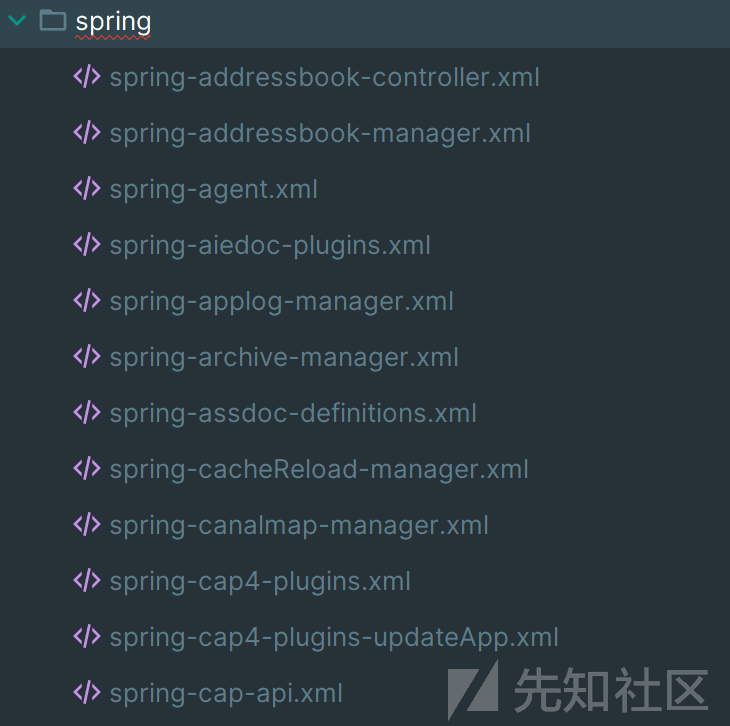 spring
spring-addressbook-controller.xml
spring-addressbook-manager.xml
spring-agent.xml
spring-aiedoc-plugins.xml
spring-applog-manager.xml
spring-archive-manager.xml
spring-assdoc-definitions.xml
spring-cacheReload-manager.xml
spring-canalmap-manager.xml
spring-cap4-plugins.xml
spring-cap4-plugins-updateApp.xml
spring-cap-api.xml
先知社区